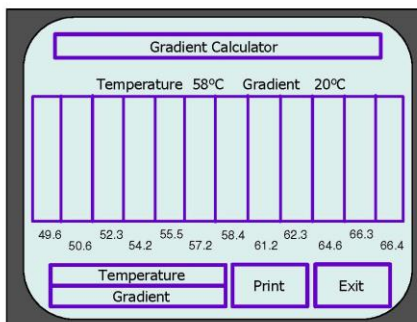 Gradient Calculator
Temperature 58ºC Gradient 20ºC
49.6 52.3 55.5 58.4 62.3 66.3
50.6 54.2 57.2 61.2 64.6 66.4
Temperature
Gradient
Print
Exit